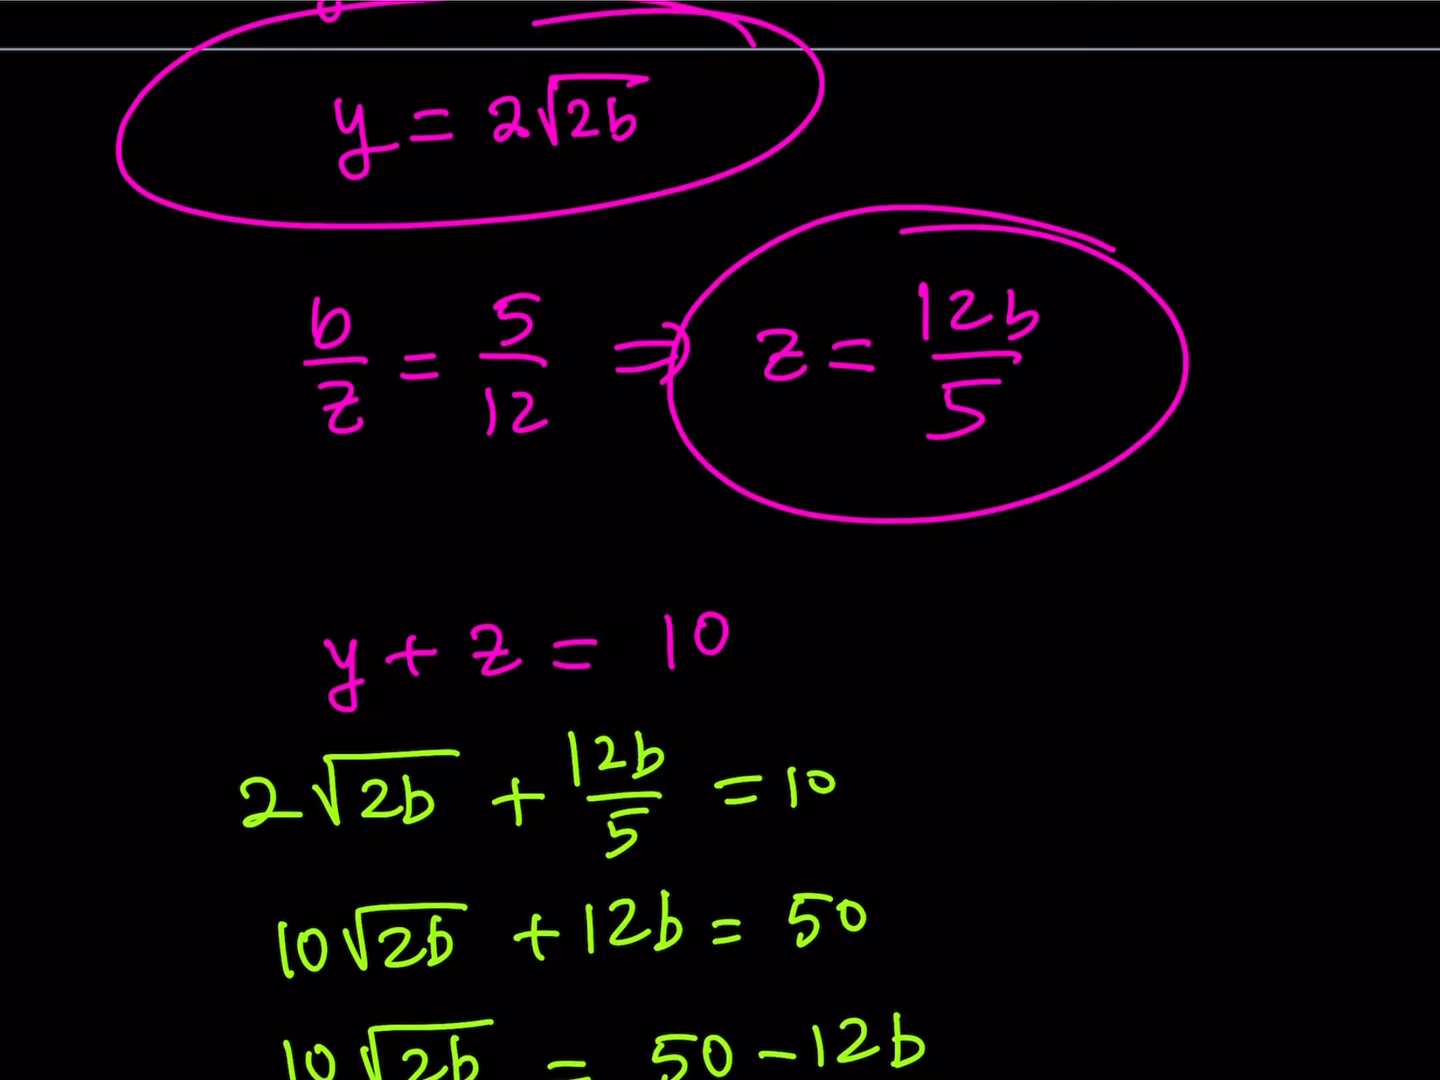 y = 2√2b
b/z = 5/12 ⇒ z = 12b/5
y + z = 10
2√2b + 12b/5 = 10
10√2b + 12b = 50
10√2b = 50 - 12b